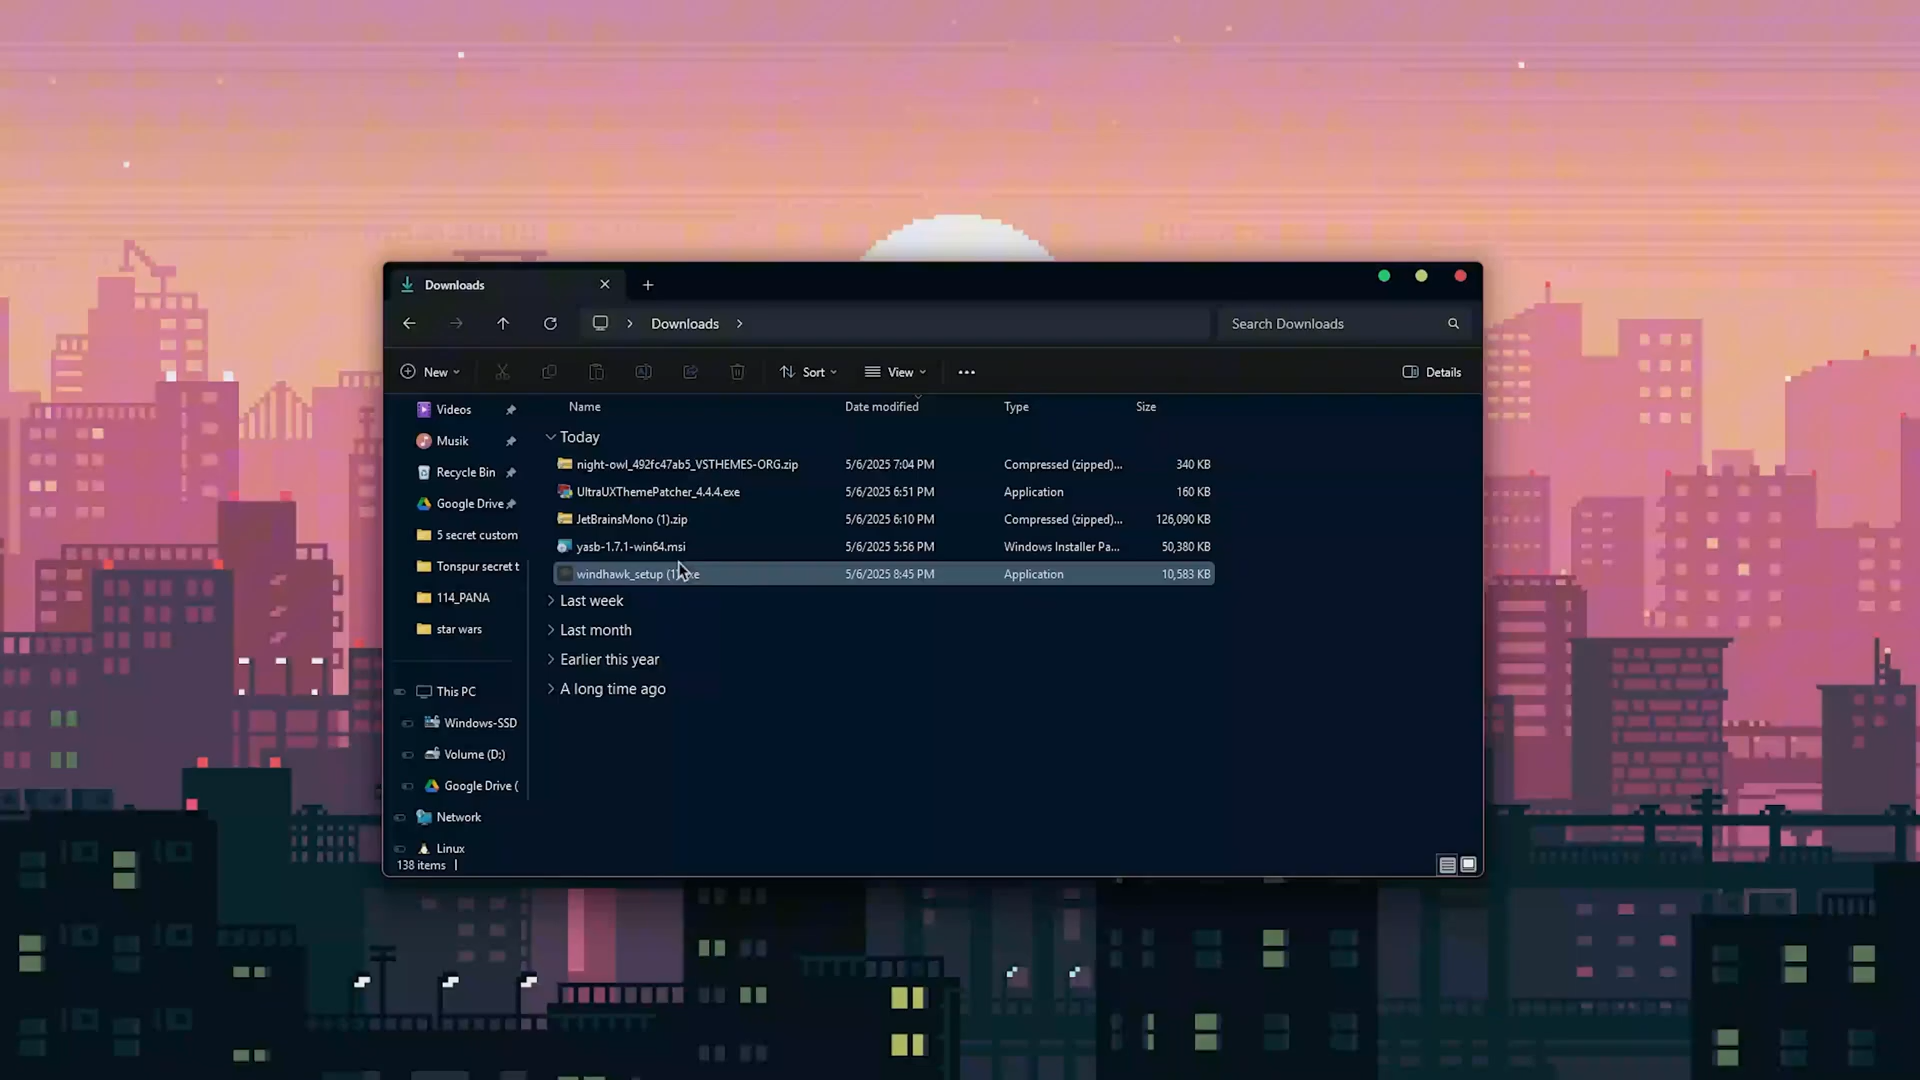 Downloads
Downloads
Search Downloads
New
Sort
View
Details
Name Date modified Type Size
Videos
Musik
Recycle Bin
Google Drive
5 secret custom
Tonspur secret t
114_PANA
star wars
This PC
Windows-SSD
Volume (D:)
Google Drive (
Network
Linux
Today
night-owl_492fc47ab5_VSTHEMES-ORG.zip 5/6/2025 7:04 PM Compressed (zipped)... 340 KB
UltraUXThemePatcher_4.4.4.exe 5/6/2025 6:51 PM Application 160 KB
JetBrainsMono (1).zip 5/6/2025 6:10 PM Compressed (zipped)... 126,090 KB
yasb-1.7.1-win64.msi 5/6/2025 5:56 PM Windows Installer Pa... 50,380 KB
windhawk_setup 5/6/2025 8:45 PM Application 10,583 KB
Last week
Last month
Earlier this year
A long time ago
138 items